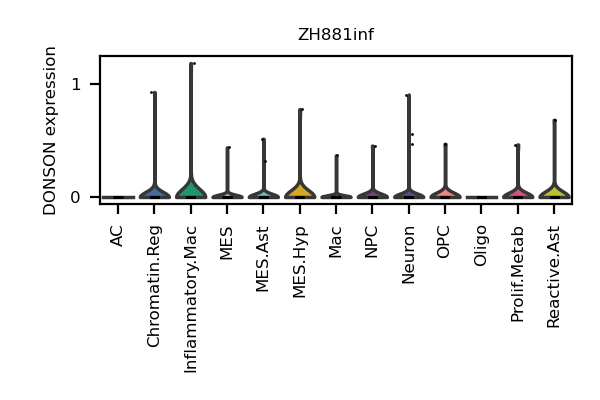 ZH881inf
DONSON expression
1
0
AC
Chromatin.Reg
Inflammatory.Mac
MES
MES.Ast
MES.Hyp
Mac
NPC
Neuron
OPC
Oligo
Prolif.Metab
Reactive.Ast